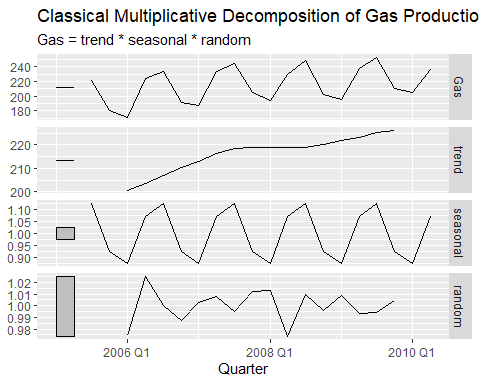 Classical Multiplicative Decomposition of Gas Productio
Gas = trend * seasonal * random
240
220
200
180
Gas
220
210
200
trend
1.10
1.05
1.00
0.95
0.90
seasonal
1.02
1.01
1.00
0.99
0.98
random
2006 Q1
2008 Q1
2010 Q1
Quarter